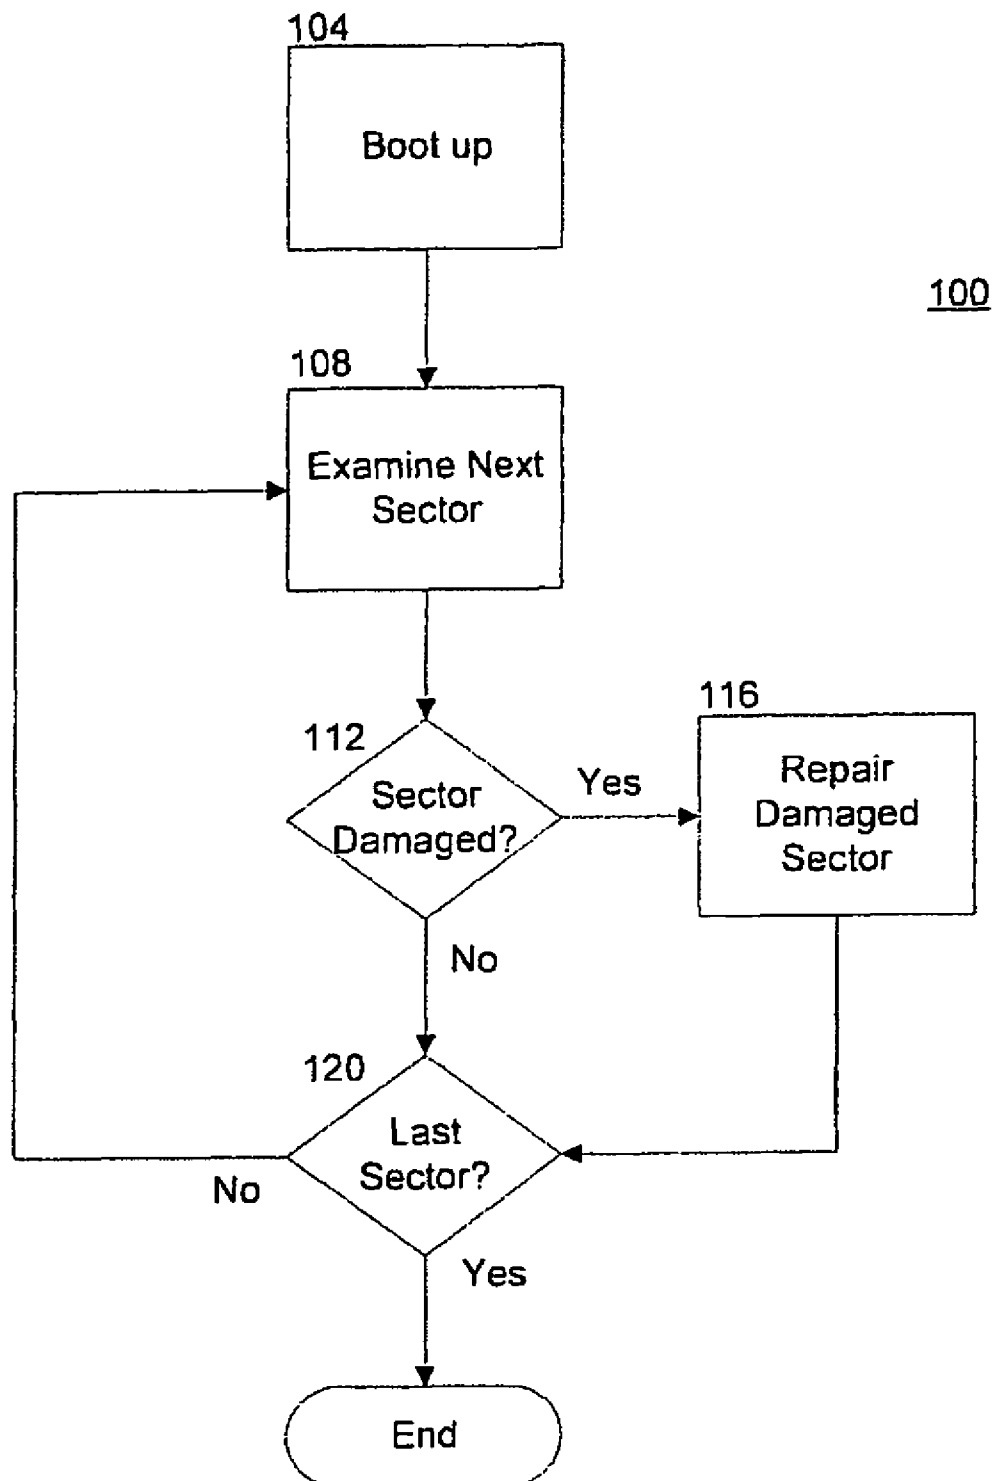 104
Boot up
100
108
Examine Next
Sector
112
Sector
Damaged?
Yes
116
Repair
Damaged
Sector
No
120
Last
Sector?
No
Yes
End